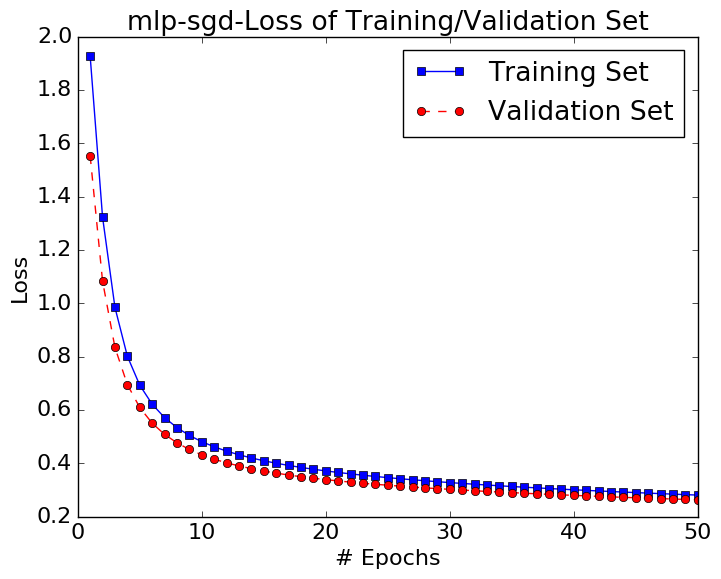 mlp-sgd-Loss of Training/Validation Set
Training Set
Validation Set
Loss
2.0
1.8
1.6
1.4
1.2
1.0
0.8
0.6
0.4
0.2
0 10 20 30 40 50
# Epochs